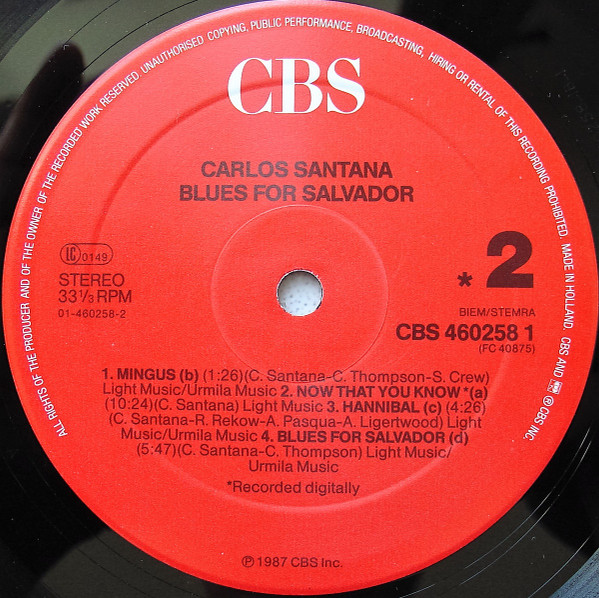 ALL RIGHTS OF THE PRODUCER AND OF THE OWNER OF THE RECORDED WORK RESERVED. UNAUTHORISED COPYING, PUBLIC PERFORMANCE, BROADCASTING, HIRING OR RENTAL OF THIS RECORDING PROHIBITED. MADE IN HOLLAND. CBS AND ℗ CBS INC.
CBS
CARLOS SANTANA
BLUES FOR SALVADOR
LC 0149
STEREO
33⅓ RPM
01-460258-2
* 2
BIEM/STEMRA
CBS 460258 1
(FC 40875)
1. MINGUS (b) (1:26)(C. Santana-C. Thompson-S. Crew)
Light Music/Urmila Music 2. NOW THAT YOU KNOW *(a)
(10:24)(C. Santana) Light Music 3. HANNIBAL (c) (4:26)
(C. Santana-R. Rekow-A. Pasqua-A. Ligertwood) Light
Music/Urmila Music 4. BLUES FOR SALVADOR (d)
(5:47)(C. Santana-C. Thompson) Light Music/
Urmila Music
*Recorded digitally
℗ 1987 CBS Inc.